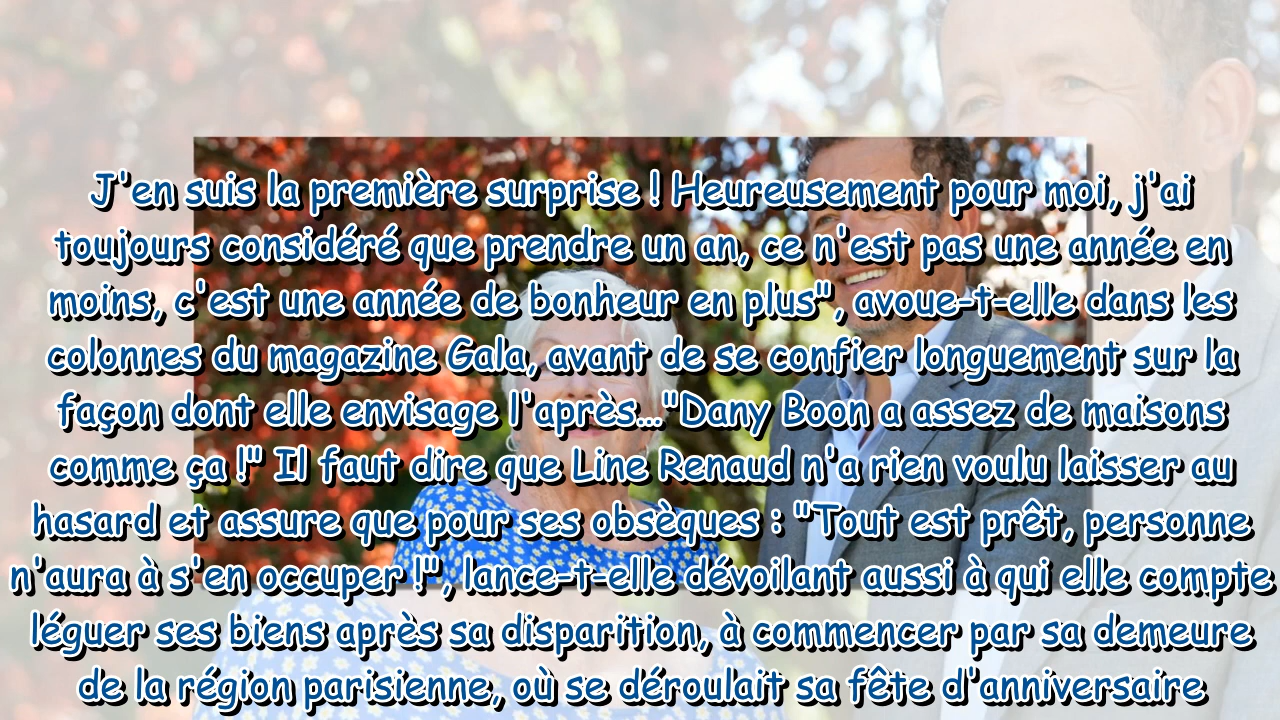 J'en suis la première surprise ! Heureusement pour moi, j'ai
toujours considéré que prendre un an, ce n'est pas une année en
moins, c'est une année de bonheur en plus", avoue-t-elle dans les
colonnes du magazine Gala, avant de se confier longuement sur la
façon dont elle envisage l'après..."Dany Boon a assez de maisons
comme ça !" Il faut dire que Line Renaud n'a rien voulu laisser au
hasard et assure que pour ses obsèques : "Tout est prêt, personne
n'aura à s'en occuper !", lance-t-elle dévoilant aussi à qui elle compte
léguer ses biens après sa disparition, à commencer par sa demeure
de la région parisienne, où se déroulait sa fête d'anniversaire